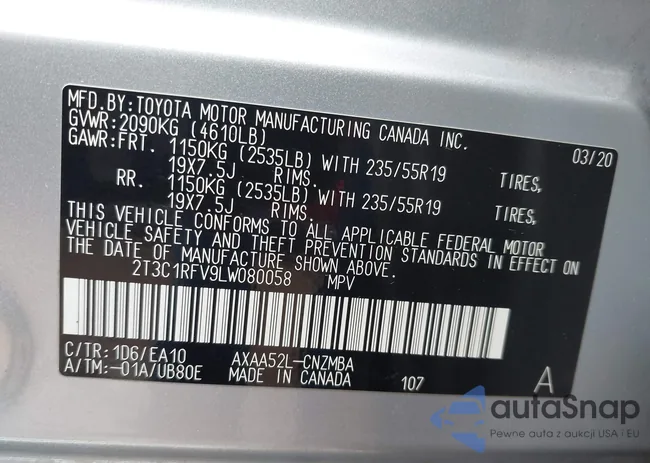 MFD.BY:TOYOTA MOTOR MANUFACTURING CANADA INC.
GVWR:2090KG (4610LB) 03/20
GAWR:FRT. 1150KG (2535LB) WITH 235/55R19 TIRES,
19X7.5J RIMS.
RR. 1150KG (2535LB) WITH 235/55R19 TIRES,
19X7.5J RIMS.
THIS VEHICLE CONFORMS TO ALL APPLICABLE FEDERAL MOTOR
VEHICLE SAFETY AND THEFT PREVENTION STANDARDS IN EFFECT ON
THE DATE OF MANUFACTURE SHOWN ABOVE.
2T3C1RFV9LW080058 MPV
C/TR:1D6/EA10 AXAA52L-CNZMBA
A/TM:-01A/UB80E MADE IN CANADA 107 A
autaSnap
Pewne auta z aukcji USA i EU